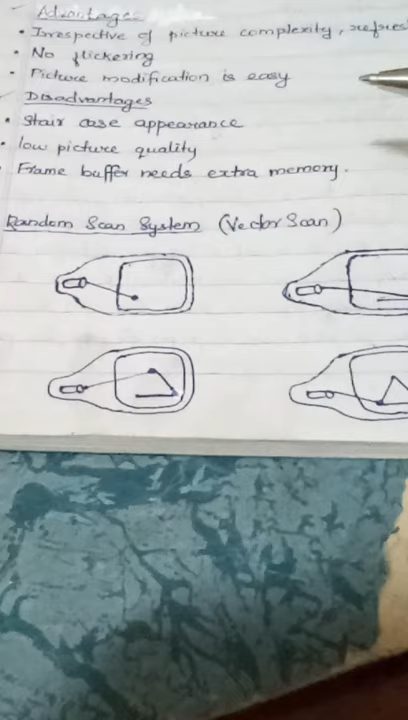 Advantages
• Irrespective of picture complexity, refres
• No flickering
• Picture modification is easy
Disadvantages
• Stair case appearance
• low picture quality
• Frame buffer needs extra memory.
Random Scan System (Vector Scan)